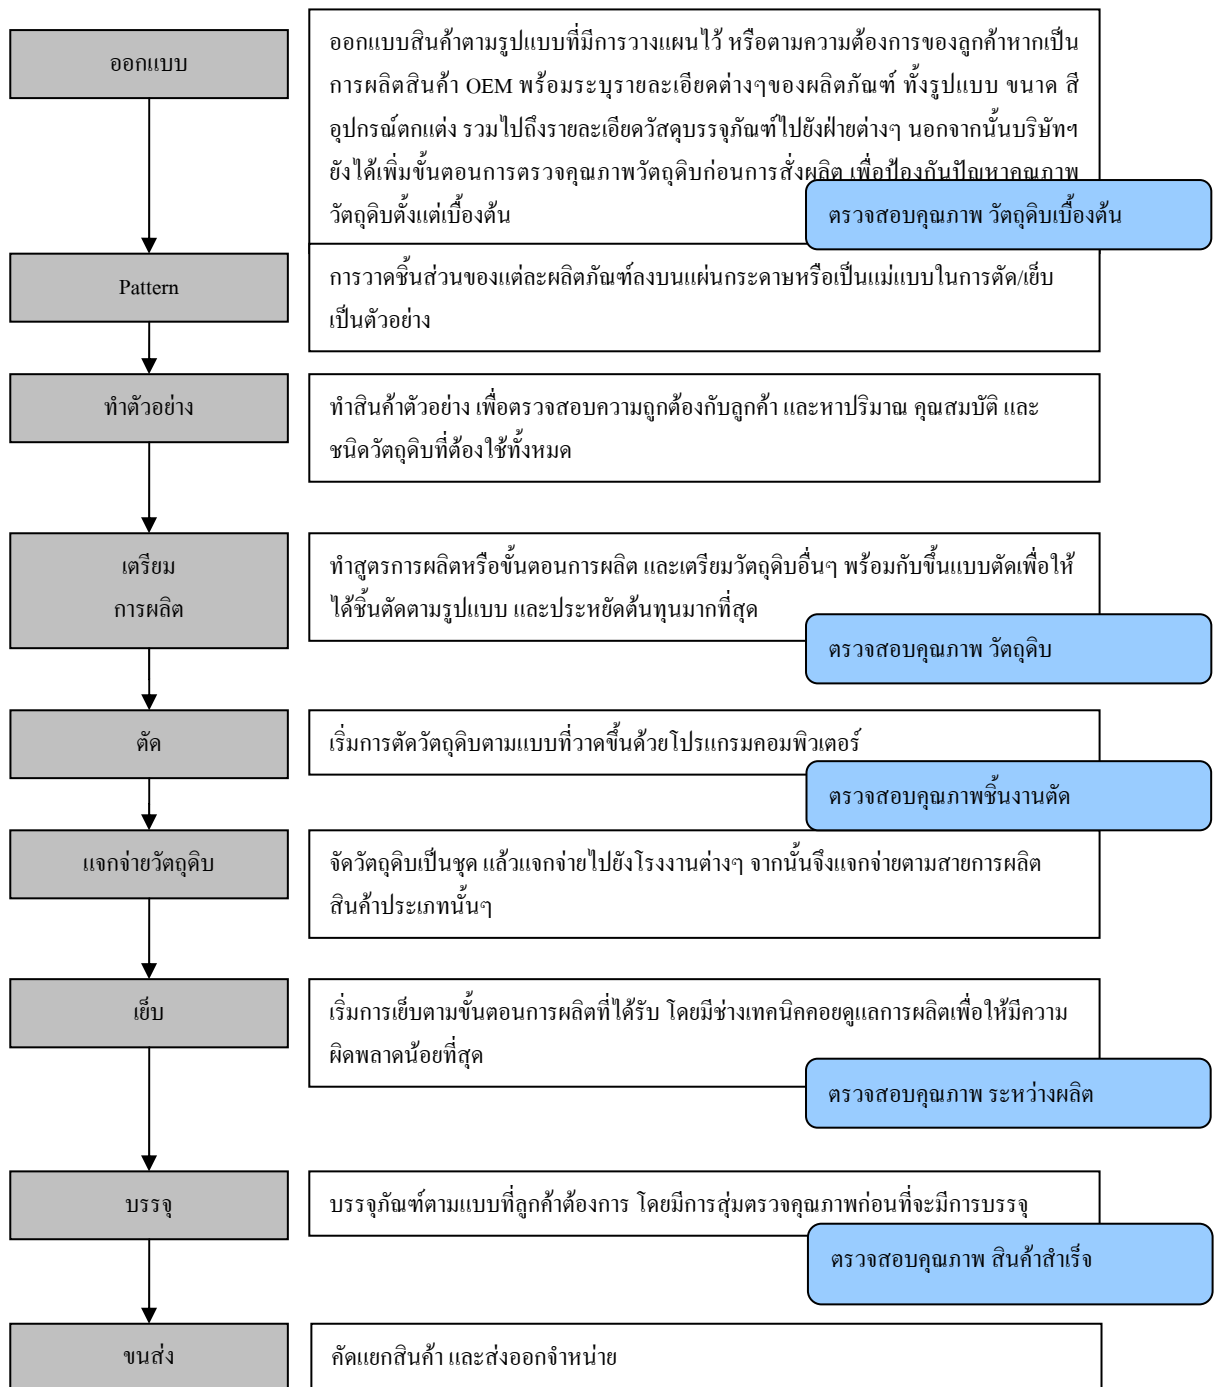 ออกแบบ
ออกแบบสินค้าตามรูปแบบที่มีการวางแผนไว้ หรือตามความต้องการของลูกค้าหากเป็น
การผลิตสินค้า OEM พร้อมระบุรายละเอียดต่างๆของผลิตภัณฑ์ ทั้งรูปแบบ ขนาด สี
อุปกรณ์ตกแต่ง รวมไปถึงรายละเอียดวัสดุบรรจุภัณฑ์ไปยังฝ่ายต่างๆ นอกจากนั้นบริษัทฯ
ยังได้เพิ่มขั้นตอนการตรวจคุณภาพวัตถุดิบก่อนการสั่งผลิต เพื่อป้องกันปัญหาคุณภาพ
วัตถุดิบตั้งแต่เบื้องต้น
ตรวจสอบคุณภาพ วัตถุดิบเบื้องต้น
Pattern
การวาดชิ้นส่วนของแต่ละผลิตภัณฑ์ลงบนแผ่นกระดาษหรือเป็นแม่แบบในการตัด/เย็บ
เป็นตัวอย่าง
ทำตัวอย่าง
ทำสินค้าตัวอย่าง เพื่อตรวจสอบความถูกต้องกับลูกค้า และหาปริมาณ คุณสมบัติ และ
ชนิดวัตถุดิบที่ต้องใช้ทั้งหมด
เตรียม
การผลิต
ทำสูตรการผลิตหรือขั้นตอนการผลิต และเตรียมวัตถุดิบอื่นๆ พร้อมกับขึ้นแบบตัดเพื่อให้
ได้ชิ้นตัดตามรูปแบบ และประหยัดต้นทุนมากที่สุด
ตรวจสอบคุณภาพ วัตถุดิบ
ตัด
เริ่มการตัดวัตถุดิบตามแบบที่วาดขึ้นด้วยโปรแกรมคอมพิวเตอร์
ตรวจสอบคุณภาพชิ้นงานตัด
แจกจ่ายวัตถุดิบ
จัดวัตถุดิบเป็นชุด แล้วแจกจ่ายไปยังโรงงานต่างๆ จากนั้นจึงแจกจ่ายตามสายการผลิต
สินค้าประเภทนั้นๆ
เย็บ
เริ่มการเย็บตามขั้นตอนการผลิตที่ได้รับ โดยมีช่างเทคนิคคอยดูแลการผลิตเพื่อให้มีความ
ผิดพลาดน้อยที่สุด
ตรวจสอบคุณภาพ ระหว่างผลิต
บรรจุ
บรรจุภัณฑ์ตามแบบที่ลูกค้าต้องการ โดยมีการสุ่มตรวจคุณภาพก่อนที่จะมีการบรรจุ
ตรวจสอบคุณภาพ สินค้าสำเร็จ
ขนส่ง
คัดแยกสินค้า และส่งออกจำหน่าย